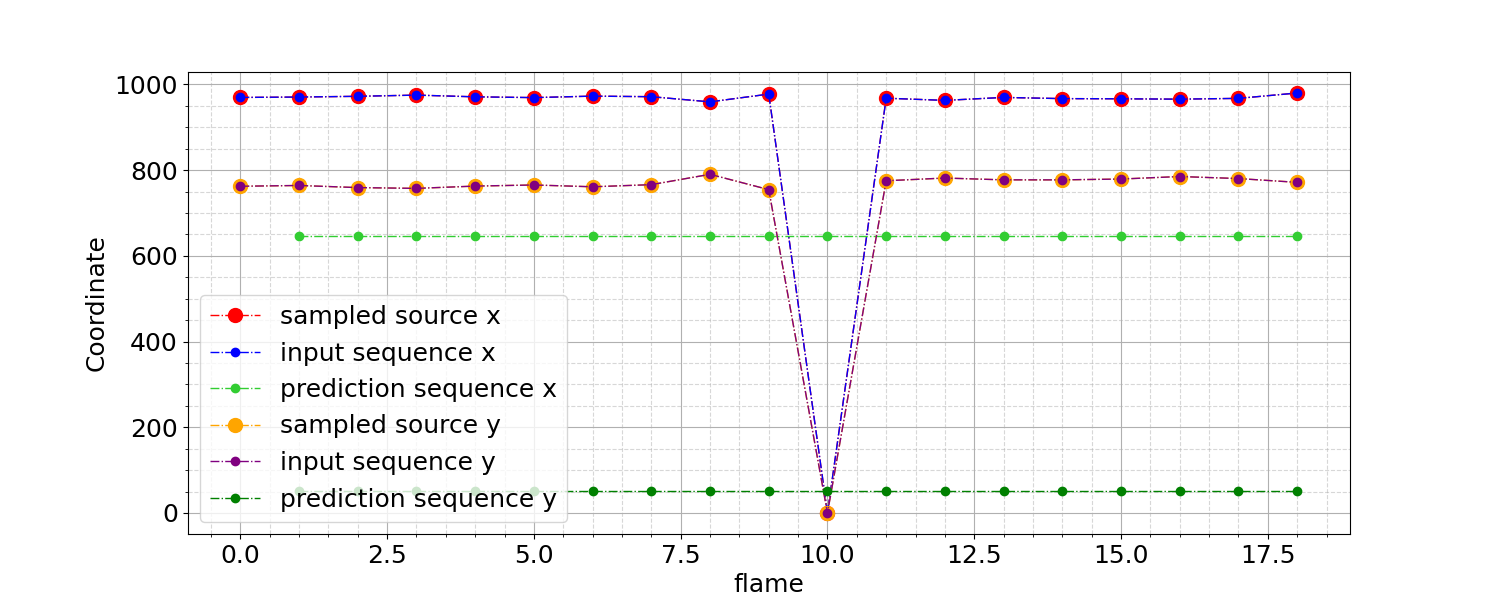 1000
800
600
400
200
0
Coordinate
sampled source x
input sequence x
prediction sequence x
sampled source y
input sequence y
prediction sequence y
0.0 2.5 5.0 7.5 10.0 12.5 15.0 17.5
flame